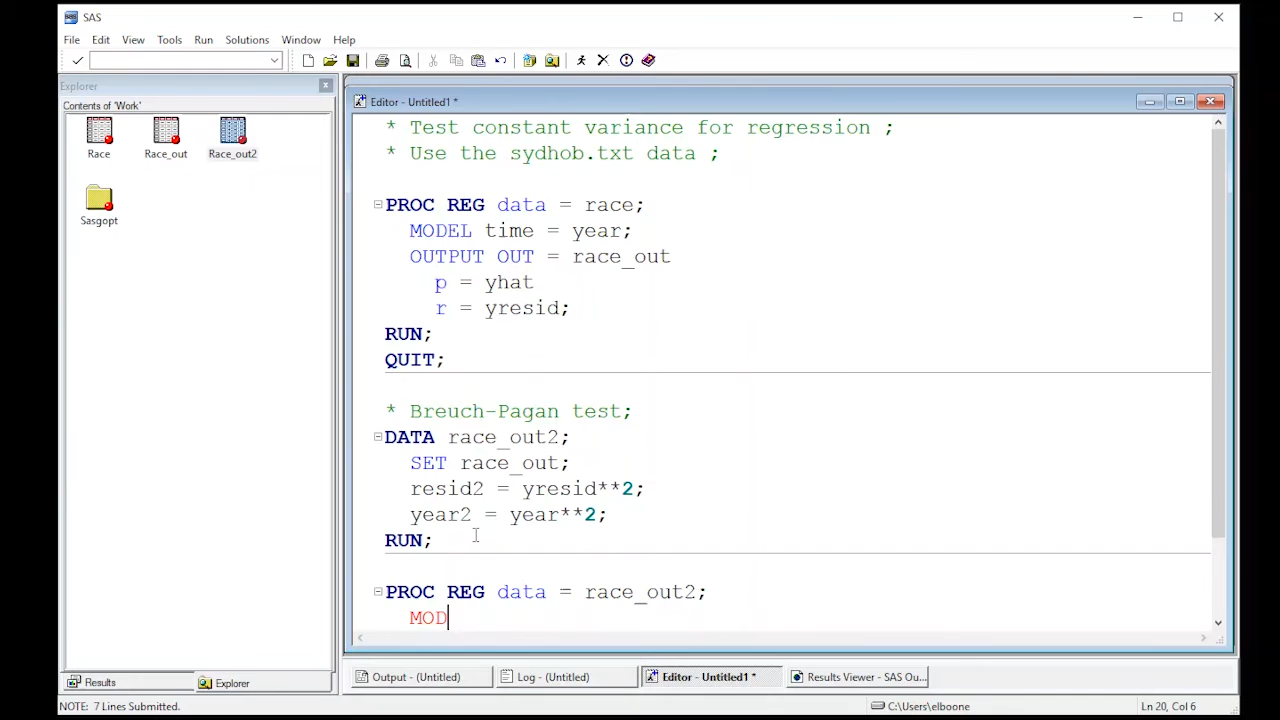 SAS
File Edit View Tools Run Solutions Window Help
Explorer
Contents of 'Work'
Race Race_out Race_out2
Sasgopt
Editor - Untitled1 *
* Test constant variance for regression ;
* Use the sydhob.txt data ;
PROC REG data = race;
MODEL time = year;
OUTPUT OUT = race_out
p = yhat
r = yresid;
RUN;
QUIT;
* Breuch-Pagan test;
DATA race_out2;
SET race_out;
resid2 = yresid**2;
year2 = year**2;
RUN;
PROC REG data = race_out2;
MOD
Results Explorer
Output - (Untitled) Log - (Untitled) Editor - Untitled1 * Results Viewer - SAS Ou...
NOTE: 7 Lines Submitted. C:\Users\elboone Ln 20, Col 6